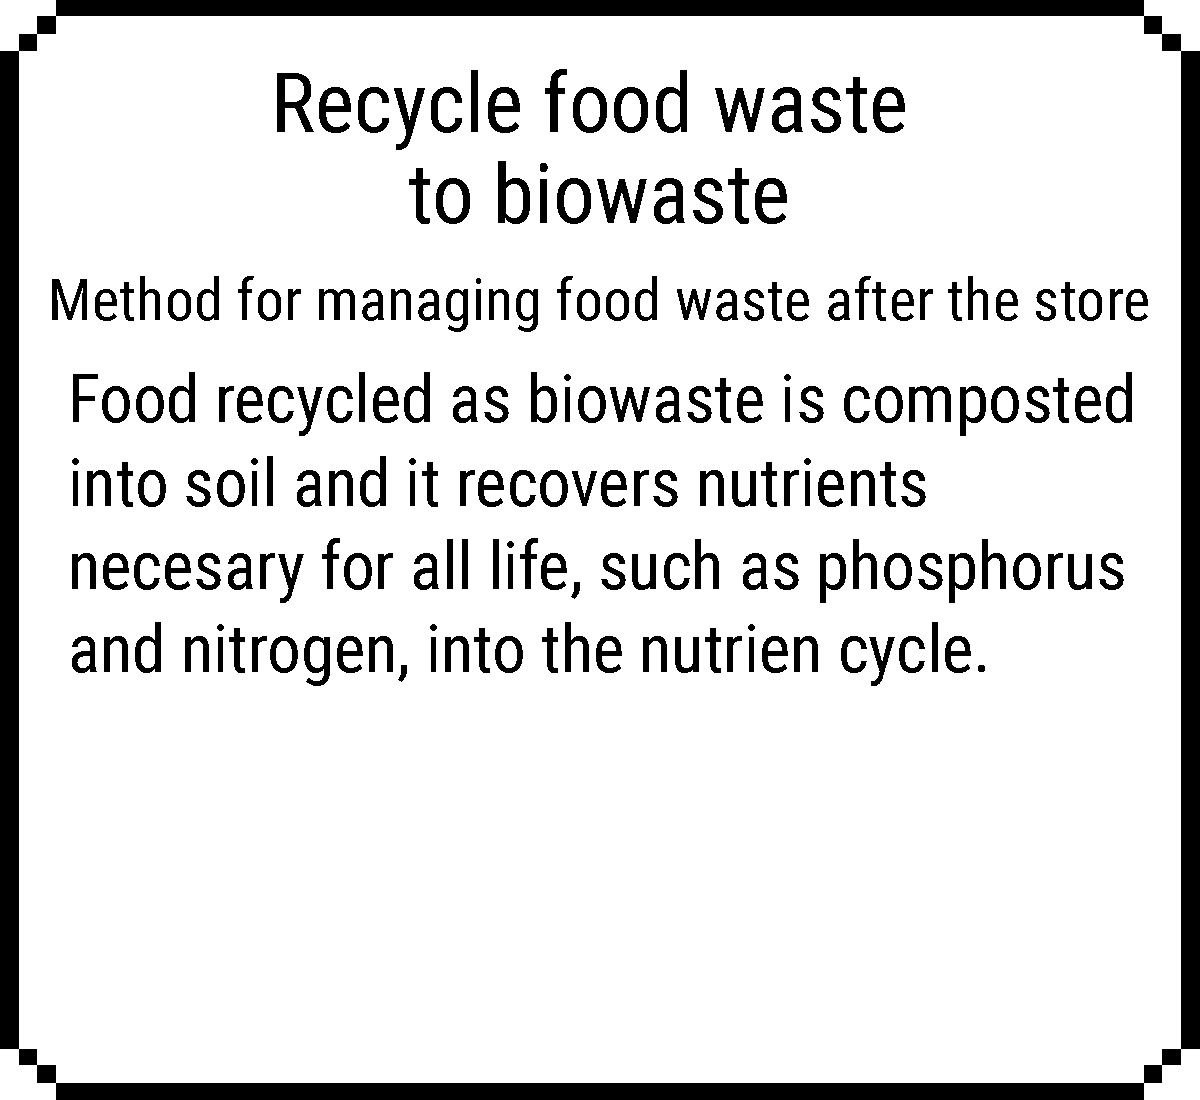 Recycle food waste
to biowaste
Method for managing food waste after the store
Food recycled as biowaste is composted
into soil and it recovers nutrients
necesary for all life, such as phosphorus
and nitrogen, into the nutrien cycle.